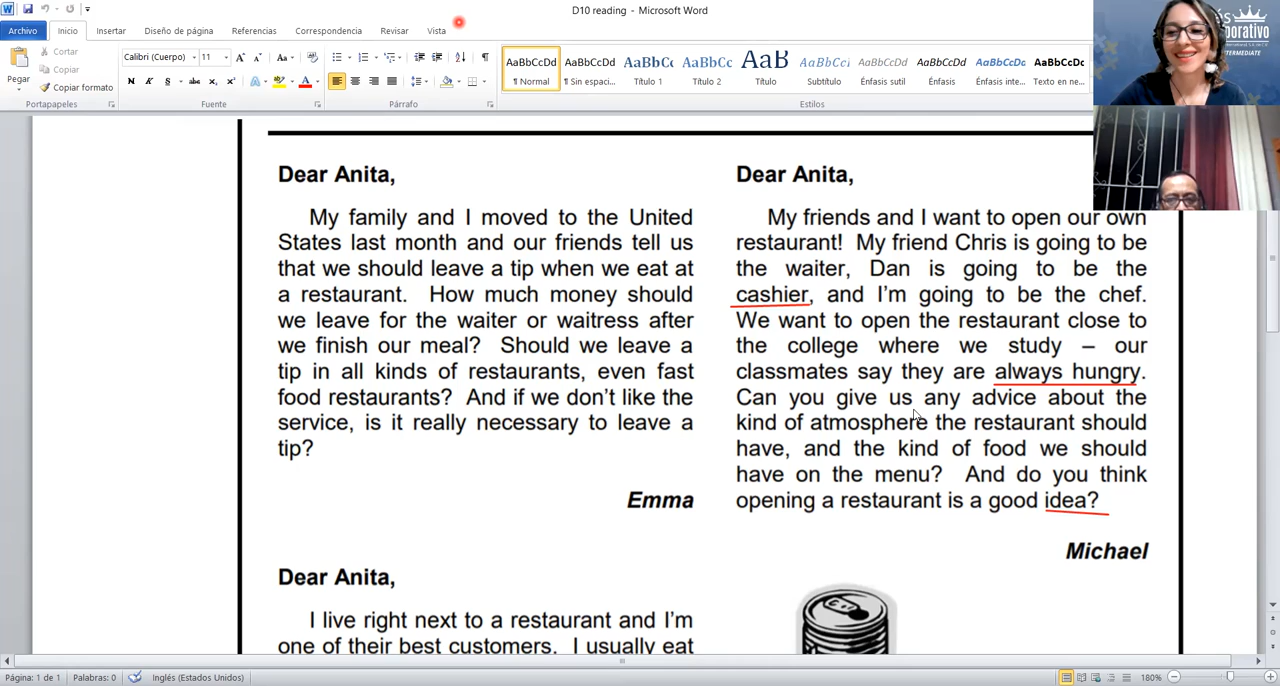 D10 reading - Microsoft Word
Archivo Inicio Insertar Diseño de página Referencias Correspondencia Revisar Vista
Pegar
Cortar
Copiar
Copiar formato
Portapapeles
Calibri (Cuerpo) 11
Fuente
Párrafo
AaBbCcDd AaBbCcDd AaBbCc AaBbCc AaB AaBbCcI AaBbCcDd AaBbCcDd AaBbCcDc AaBbCcDc
¶ Normal ¶ Sin espaci... Título 1 Título 2 Título Subtítulo Énfasis sutil Énfasis Énfasis inte... Texto en ne...
Estilos
Dear Anita,
My family and I moved to the United
States last month and our friends tell us
that we should leave a tip when we eat at
a restaurant. How much money should
we leave for the waiter or waitress after
we finish our meal? Should we leave a
tip in all kinds of restaurants, even fast
food restaurants? And if we don't like the
service, is it really necessary to leave a
tip?
Emma
Dear Anita,
I live right next to a restaurant and I'm
one of their best customers. I usually eat
Dear Anita,
My friends and I want to open our own
restaurant! My friend Chris is going to be
the waiter, Dan is going to be the
cashier, and I'm going to be the chef.
We want to open the restaurant close to
the college where we study – our
classmates say they are always hungry.
Can you give us any advice about the
kind of atmosphere the restaurant should
have, and the kind of food we should
have on the menu? And do you think
opening a restaurant is a good idea?
Michael
Página: 1 de 1 Palabras: 0 Inglés (Estados Unidos) 180%